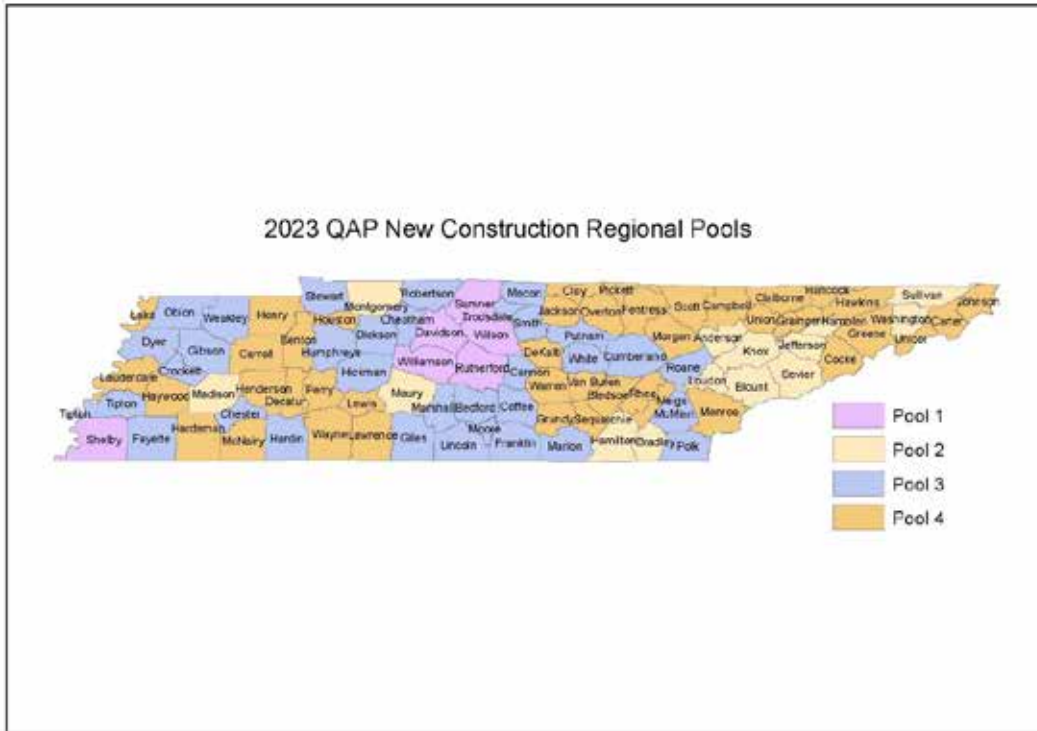 2023 QAP New Construction Regional Pools
Stewart
Montgomery
Robertson
Sumner
Macon
Clay
Pickett
Hancock
Sullivan
Johnson
Lake
Obion
Weakley
Henry
Houston
Cheatham
Trousdale
Smith
Jackson
Overton
Fentress
Scott
Campbell
Claiborne
Union
Grainger
Hamblen
Hawkins
Washington
Carter
Unicoi
Greene
Dyer
Gibson
Carroll
Benton
Humphreys
Dickson
Davidson
Wilson
DeKalb
Putnam
White
Cumberland
Morgan
Anderson
Knox
Jefferson
Cocke
Sevier
Crockett
Hickman
Williamson
Rutherford
Cannon
Warren
Van Buren
Bledsoe
Rhea
Roane
Loudon
Blount
Monroe
Lauderdale
Haywood
Madison
Henderson
Decatur
Perry
Lewis
Maury
Marshall
Bedford
Coffee
Grundy
Sequatchie
Meigs
McMinn
Tipton
Tipton
Chester
Shelby
Fayette
Hardeman
McNairy
Hardin
Wayne
Lawrence
Giles
Lincoln
Moore
Franklin
Marion
Hamilton
Bradley
Polk
Pool 1
Pool 2
Pool 3
Pool 4